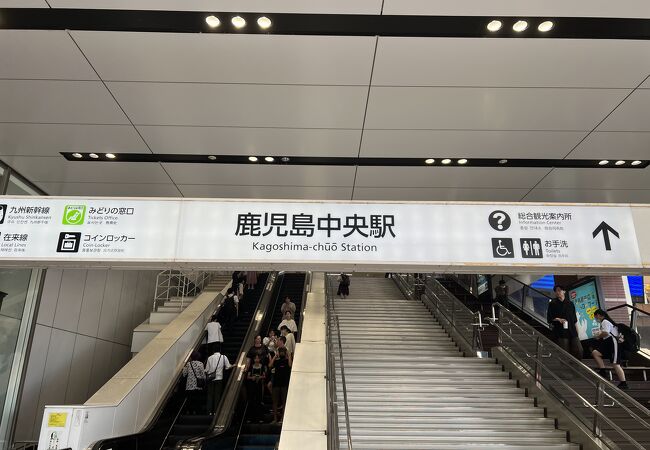 九州新幹線
Kyushu Shinkansen
みどりの窓口
Tickets Office
在来線
Local Lines
コインロッカー
Coin-Locker
鹿児島中央駅
Kagoshima-chūō Station
?
総合観光案内所
Information Center
お手洗
Toilets